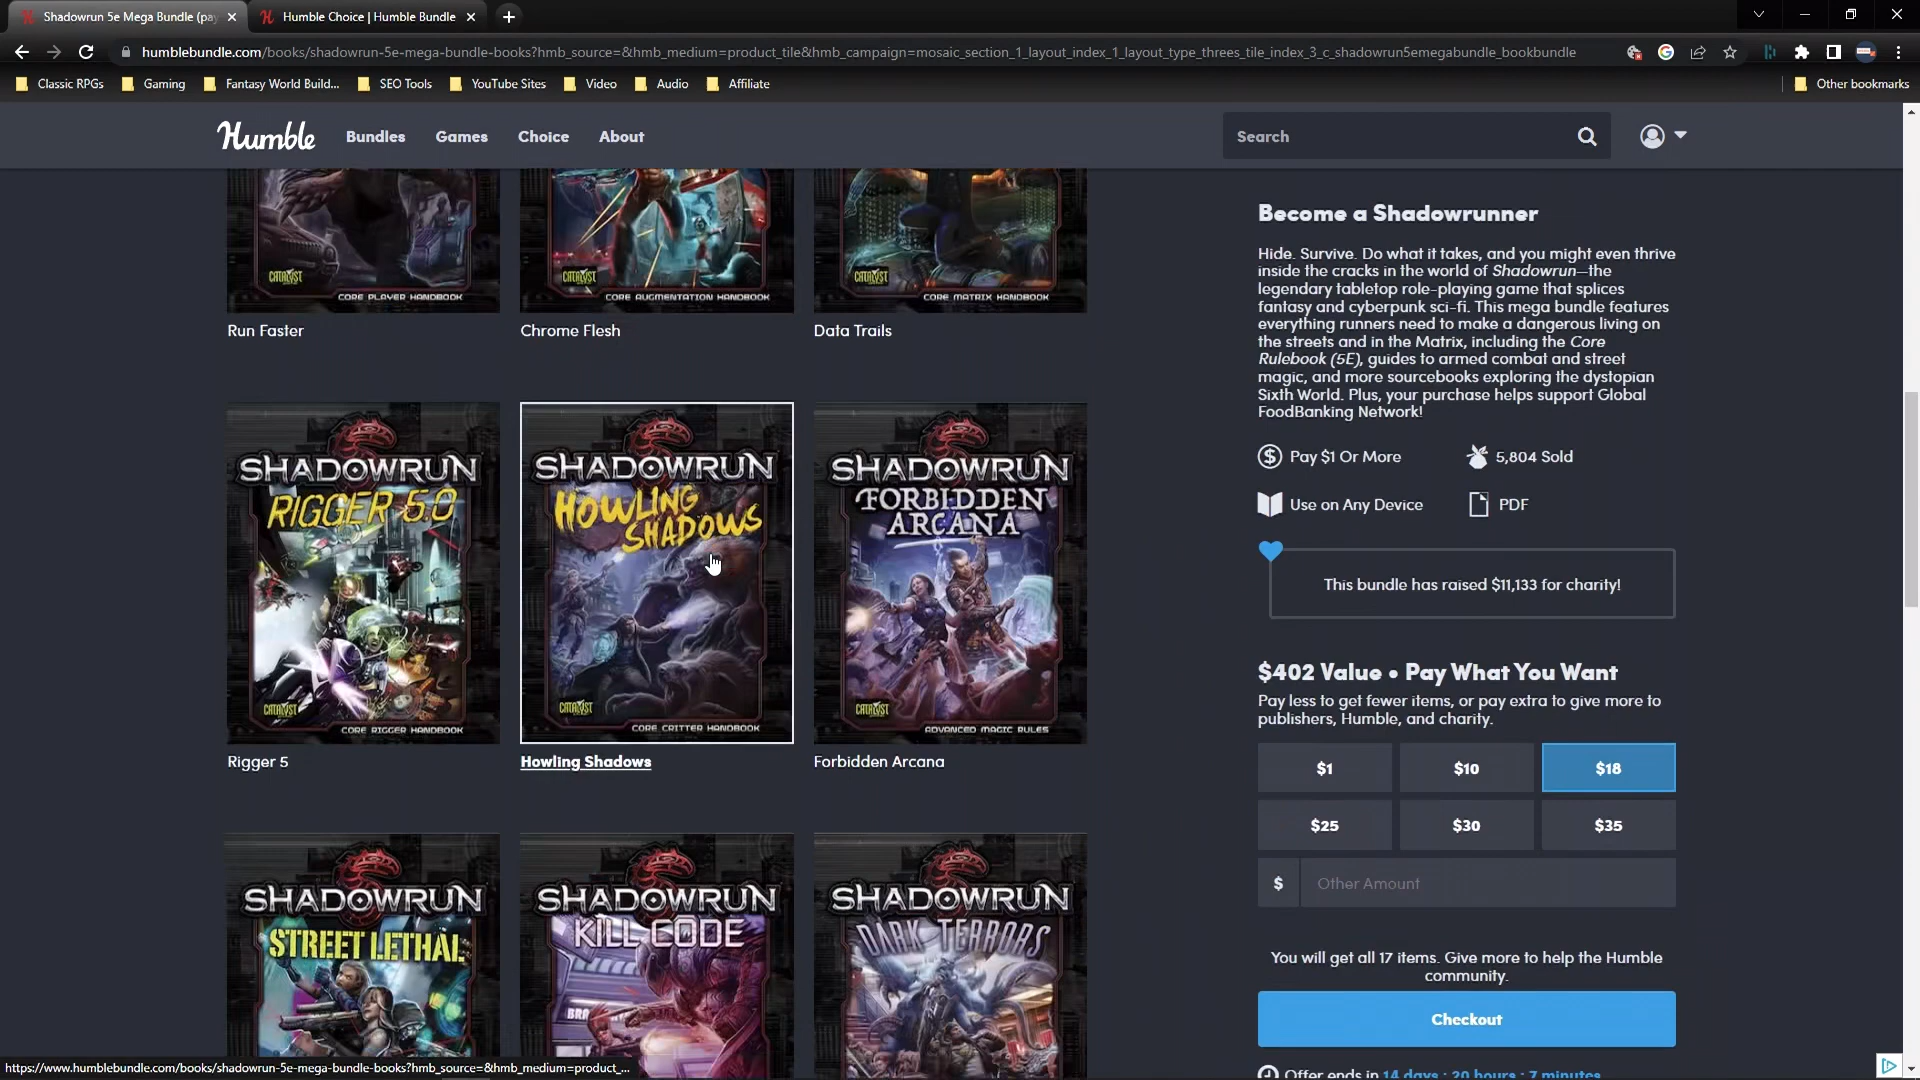 Shadowrun 5e Mega Bundle (pay
Humble Choice | Humble Bundle
humblebundle.com/books/shadowrun-5e-mega-bundle-books?hmb_source=&hmb_medium=product_tile&hmb_campaign=mosaic_section_1_layout_index_1_layout_type_threes_tile_index_3_c_shadowrun5emegabundle_bookbundle
Classic RPGs
Gaming
Fantasy World Build...
SEO Tools
YouTube Sites
Video
Audio
Affiliate
Other bookmarks
Humble
Bundles
Games
Choice
About
Search
CATALYST
CORE PLAYER HANDBOOK
CATALYST
CORE AUGMENTATION HANDBOOK
CATALYST
CORE MATRIX HANDBOOK
Run Faster
Chrome Flesh
Data Trails
SHADOWRUN
RIGGER 5.0
CATALYST
CORE RIGGER HANDBOOK
SHADOWRUN
HOWLING
SHADOWS
CATALYST
CORE CRITTER HANDBOOK
SHADOWRUN
FORBIDDEN
ARCANA
CATALYST
ADVANCED MAGIC RULES
Rigger 5
Howling Shadows
Forbidden Arcana
SHADOWRUN
STREET LETHAL
SHADOWRUN
KILL CODE
SHADOWRUN
DARK TERRORS
Become a Shadowrunner
Hide. Survive. Do what it takes, and you might even thrive
inside the cracks in the world of Shadowrun—the
legendary tabletop role-playing game that splices
fantasy and cyberpunk sci-fi. This mega bundle features
everything runners need to make a dangerous living on
the streets and in the Matrix, including the Core
Rulebook (5E), guides to armed combat and street
magic, and more sourcebooks exploring the dystopian
Sixth World. Plus, your purchase helps support Global
FoodBanking Network!
Pay $1 Or More
5,804 Sold
Use on Any Device
PDF
This bundle has raised $11,133 for charity!
$402 Value • Pay What You Want
Pay less to get fewer items, or pay extra to give more to
publishers, Humble, and charity.
$1
$10
$18
$25
$30
$35
$
Other Amount
You will get all 17 items. Give more to help the Humble
community.
Checkout
Offer ends in 14 days : 20 hours : 7 minutes
https://www.humblebundle.com/books/shadowrun-5e-mega-bundle-books?hmb_source=&hmb_medium=product_...